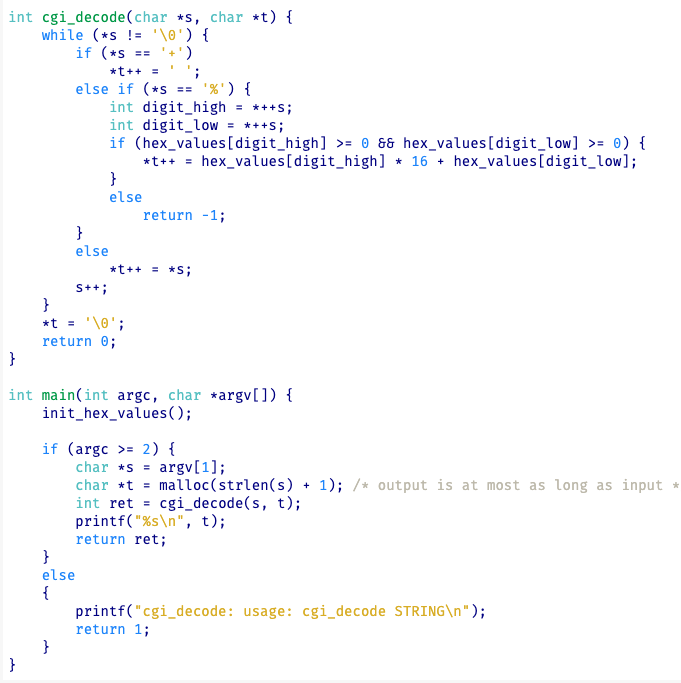 int cgi_decode(char *s, char *t) {
    while (*s != '\0') {
        if (*s == '+')
            *t++ = ' ';
        else if (*s == '%') {
            int digit_high = *++s;
            int digit_low = *++s;
            if (hex_values[digit_high] >= 0 && hex_values[digit_low] >= 0) {
                *t++ = hex_values[digit_high] * 16 + hex_values[digit_low];
            }
            else
                return -1;
        }
        else
            *t++ = *s;
        s++;
    }
    *t = '\0';
    return 0;
}

int main(int argc, char *argv[]) {
    init_hex_values();

    if (argc >= 2) {
        char *s = argv[1];
        char *t = malloc(strlen(s) + 1); /* output is at most as long as input *
        int ret = cgi_decode(s, t);
        printf("%s\n", t);
        return ret;
    }
    else
    {
        printf("cgi_decode: usage: cgi_decode STRING\n");
        return 1;
    }
}